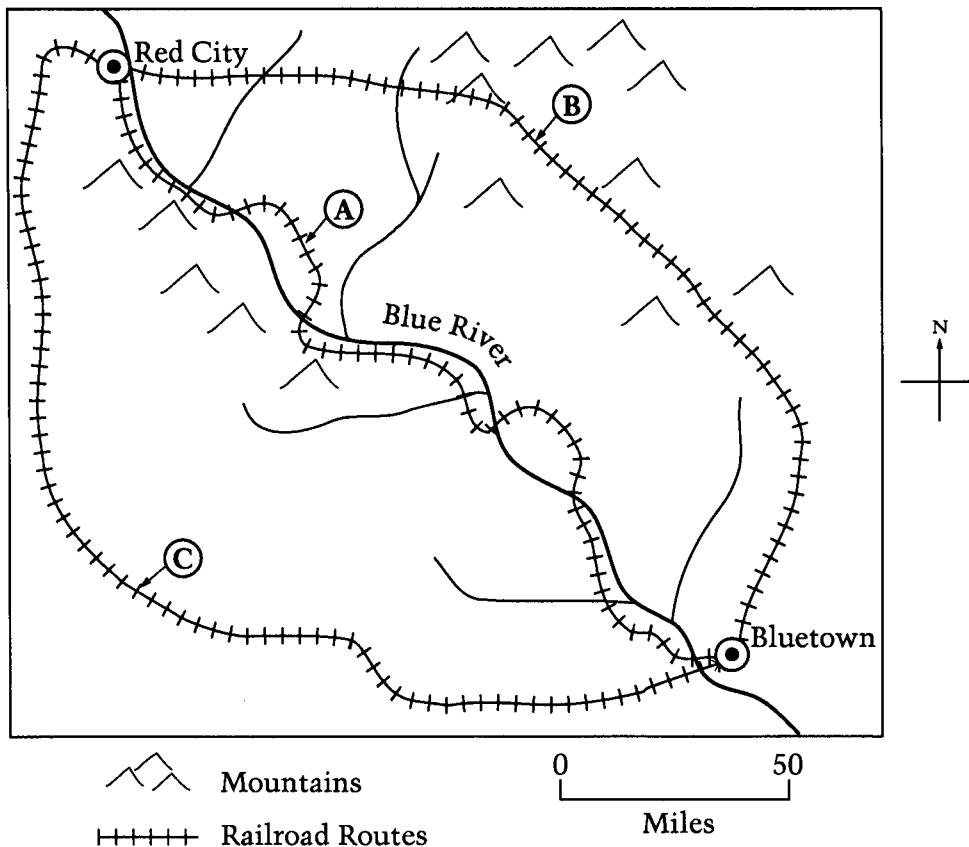 Red City
B
A
Blue River
N
C
Bluetown
Mountains
0 50
Miles
Railroad Routes